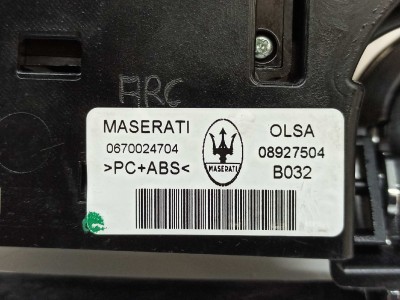 ARC
MASERATI
0670024704
>PC+ABS<
MASERATI
OLSA
08927504
B032